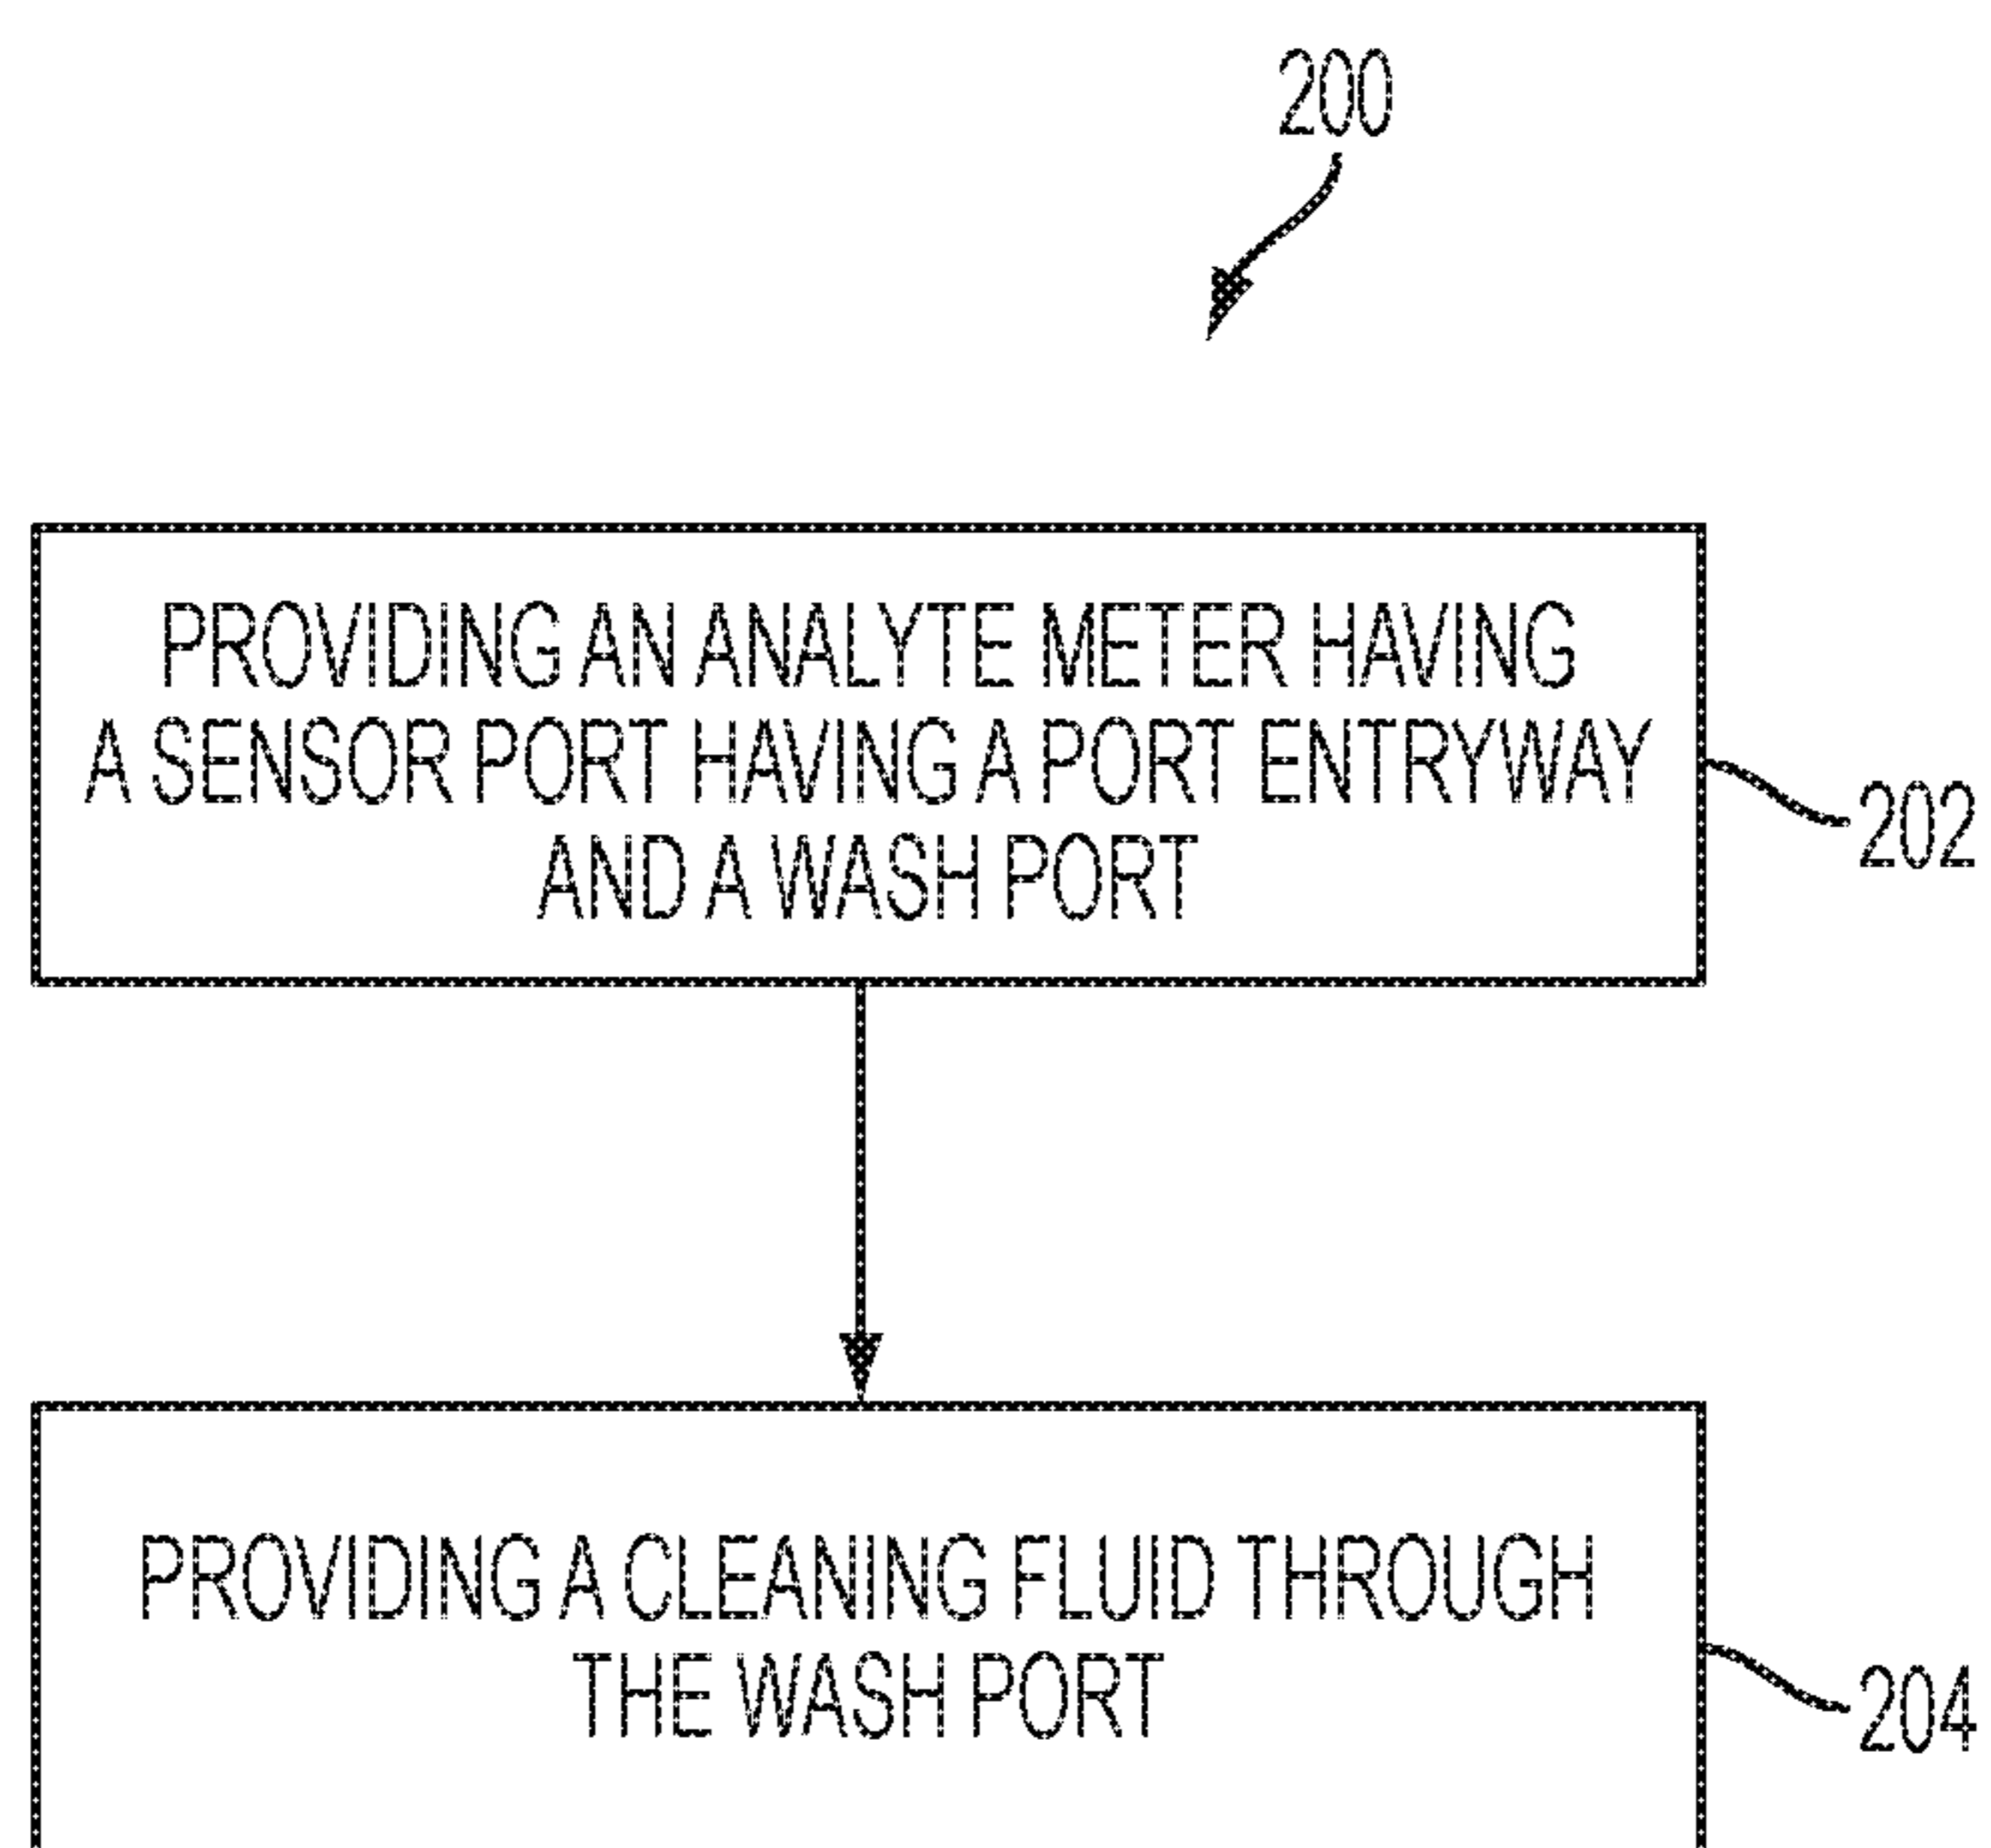 200
PROVIDING AN ANALYTE METER HAVING
A SENSOR PORT HAVING A PORT ENTRYWAY
AND A WASH PORT
202
PROVIDING A CLEANING FLUID THROUGH
THE WASH PORT
204